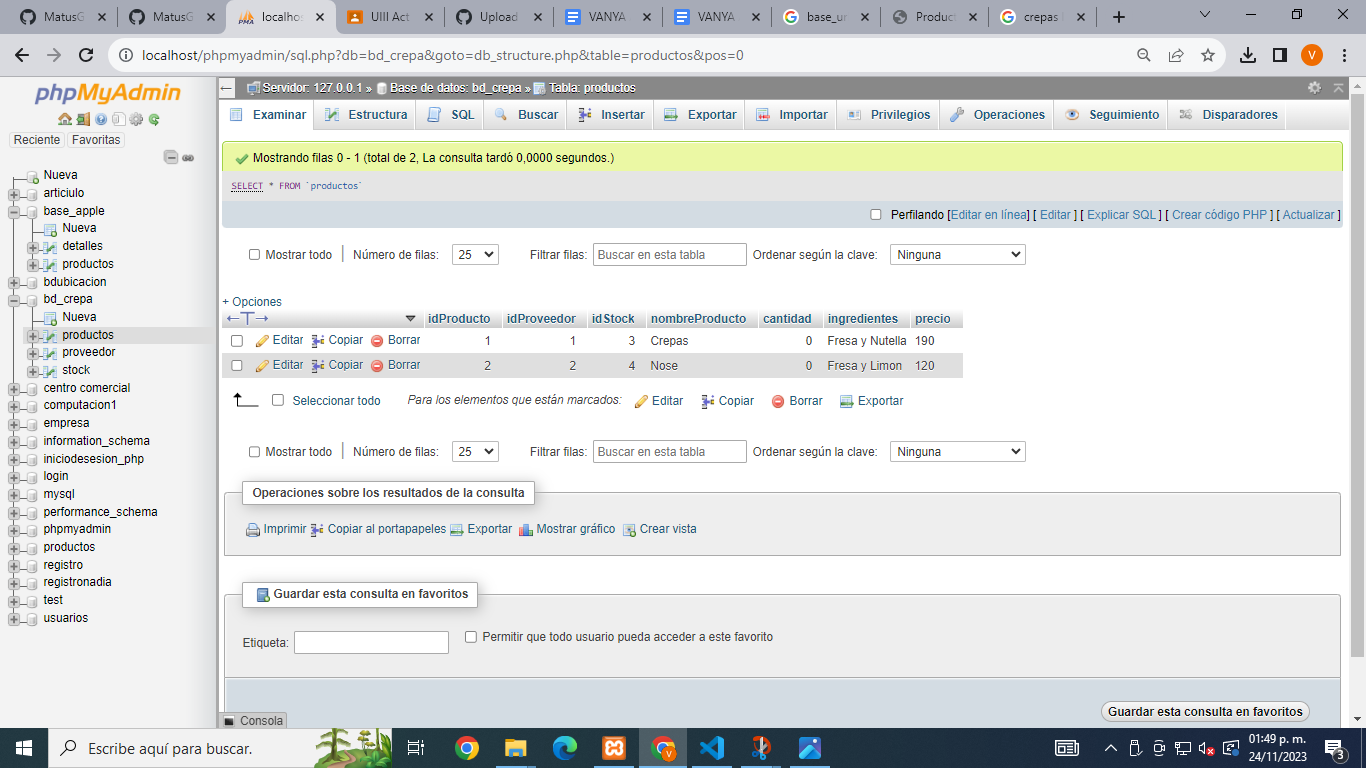 MatusG
MatusG
localhos
UIII Act
Upload
VANYA
VANYA
base_ur
Product
crepas
localhost/phpmyadmin/sql.php?db=bd_crepa&goto=db_structure.php&table=productos&pos=0
V
phpMyAdmin
Reciente Favoritas
Nueva
articiulo
base_apple
Nueva
detalles
productos
bdubicacion
bd_crepa
Nueva
productos
proveedor
stock
centro comercial
computacion1
empresa
information_schema
iniciodesesion_php
login
mysql
performance_schema
phpmyadmin
productos
registro
registronadia
test
usuarios
Servidor: 127.0.0.1 » Base de datos: bd_crepa » Tabla: productos
Examinar Estructura SQL Buscar Insertar Exportar Importar Privilegios Operaciones Seguimiento Disparadores
Mostrando filas 0 - 1 (total de 2, La consulta tardó 0,0000 segundos.)
SELECT * FROM `productos`
Perfilando [Editar en línea] [ Editar ] [ Explicar SQL ] [ Crear código PHP ] [ Actualizar ]
Mostrar todo Número de filas: 25 Filtrar filas: Buscar en esta tabla Ordenar según la clave: Ninguna
+ Opciones
←T→ idProducto idProveedor idStock nombreProducto cantidad ingredientes precio
Editar Copiar Borrar 1 1 3 Crepas 0 Fresa y Nutella 190
Editar Copiar Borrar 2 2 4 Nose 0 Fresa y Limon 120
Seleccionar todo Para los elementos que están marcados: Editar Copiar Borrar Exportar
Mostrar todo Número de filas: 25 Filtrar filas: Buscar en esta tabla Ordenar según la clave: Ninguna
Operaciones sobre los resultados de la consulta
Imprimir Copiar al portapapeles Exportar Mostrar gráfico Crear vista
Guardar esta consulta en favoritos
Etiqueta: Permitir que todo usuario pueda acceder a este favorito
Guardar esta consulta en favoritos
Consola
Escribe aquí para buscar.
01:49 p. m.
24/11/2023
3